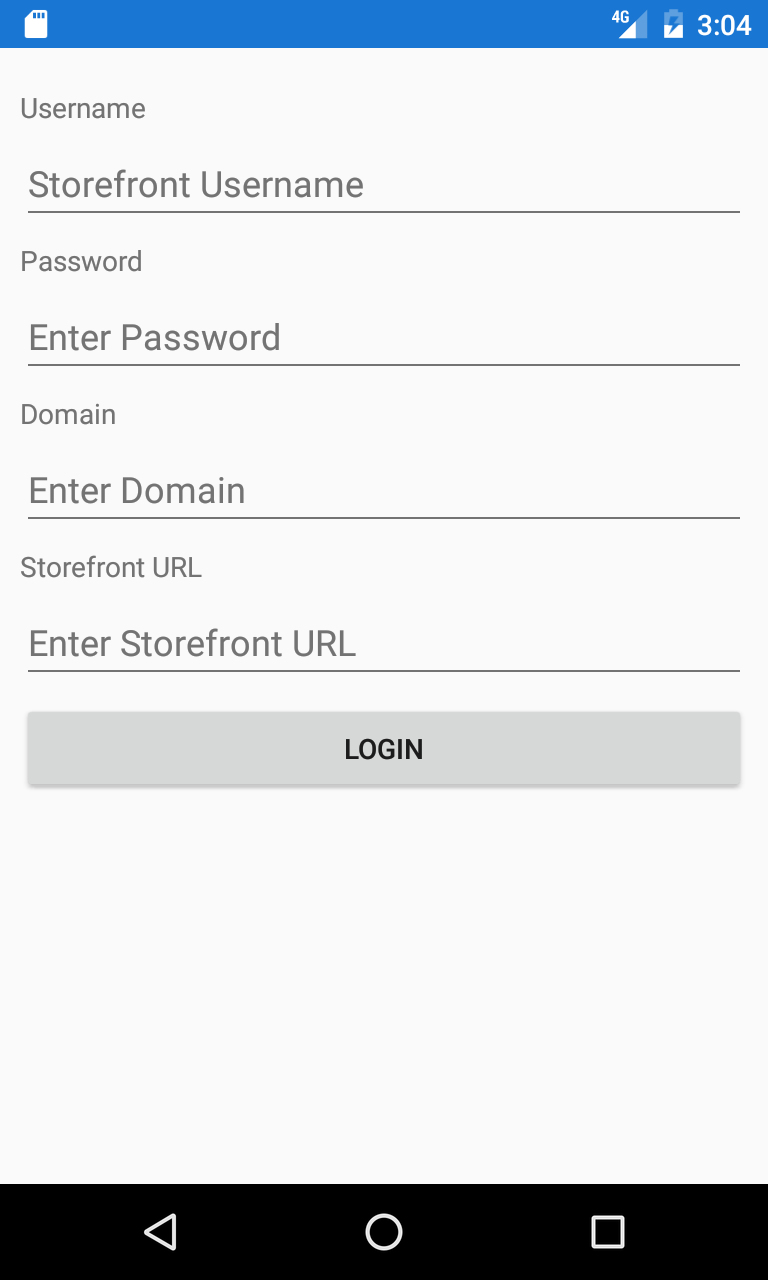 4G 3:04
Username
Storefront Username
Password
Enter Password
Domain
Enter Domain
Storefront URL
Enter Storefront URL
LOGIN